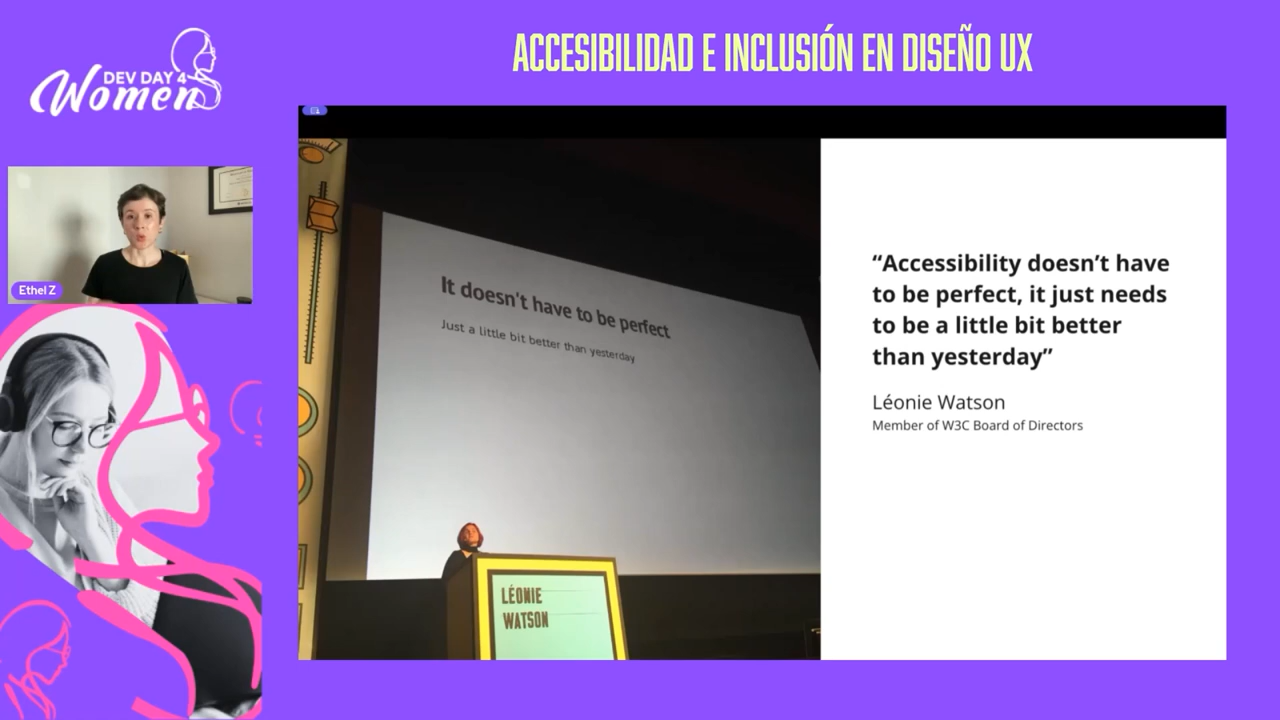 DEV DAY 4
Women
ACCESIBILIDAD E INCLUSIÓN EN DISEÑO UX
Ethel Z
It doesn't have to be perfect
Just a little bit better than yesterday
LÉONIE
WATSON
“Accessibility doesn’t have
to be perfect, it just needs
to be a little bit better
than yesterday”
Léonie Watson
Member of W3C Board of Directors